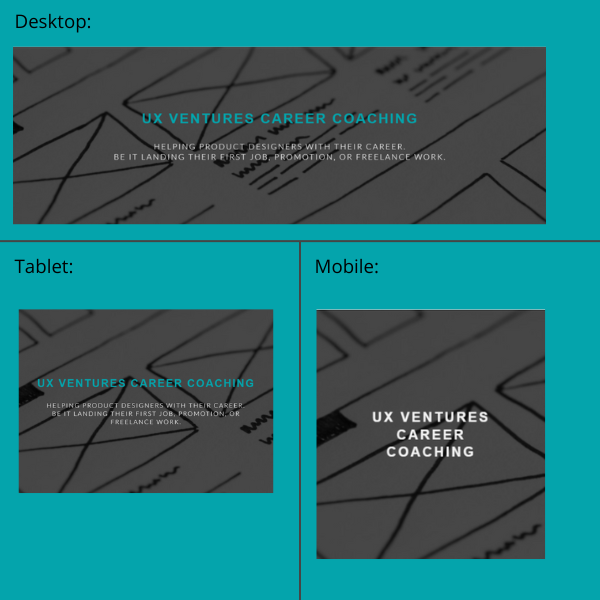 Desktop:
UX VENTURES CAREER COACHING
HELPING PRODUCT DESIGNERS WITH THEIR CAREER.
BE IT LANDING THEIR FIRST JOB, PROMOTION, OR FREELANCE WORK.
Tablet:
UX VENTURES CAREER COACHING
HELPING PRODUCT DESIGNERS WITH THEIR CAREER.
BE IT LANDING THEIR FIRST JOB, PROMOTION, OR
FREELANCE WORK.
Mobile:
UX VENTURES
CAREER
COACHING